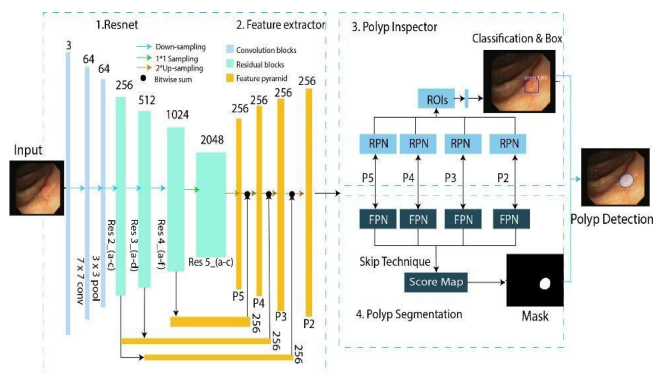 1.Resnet
2. Feature extractor
3
64
64
256
512
1024
2048
256
256
256
256
Down-sampling
1*1 Sampling
2*Up-sampling
Bitwise sum
Convolution blocks
Residual blocks
Feature pyramid
Input
7 x 7 conv
3 x 3 pool
Res 2_(a-c)
Res 3_(a-d)
Res 4_(a-f)
Res 5_(a-c)
P5
P4
P3
P2
256
256
256
3. Polyp Inspector
Classification & Box
ROIs
RPN RPN RPN RPN
P5 P4 P3 P2
FPN FPN FPN FPN
Skip Technique
Score Map
Mask
4. Polyp Segmentation
Polyp Detection